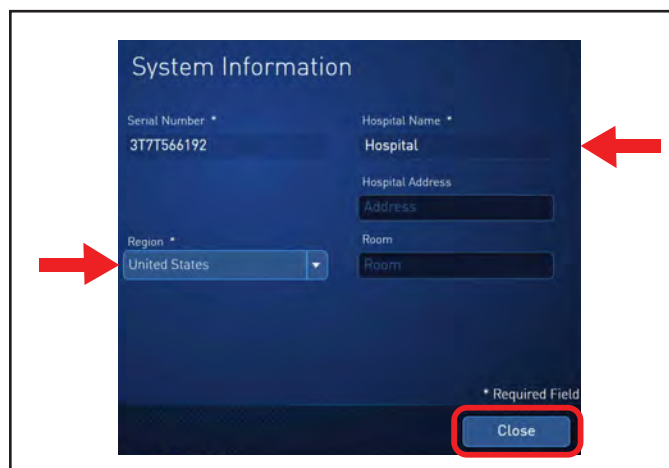 System Information
Serial Number *
3T7T566192
Hospital Name *
Hospital
Hospital Address
Address
Region *
United States
Room
Room
* Required Field
Close